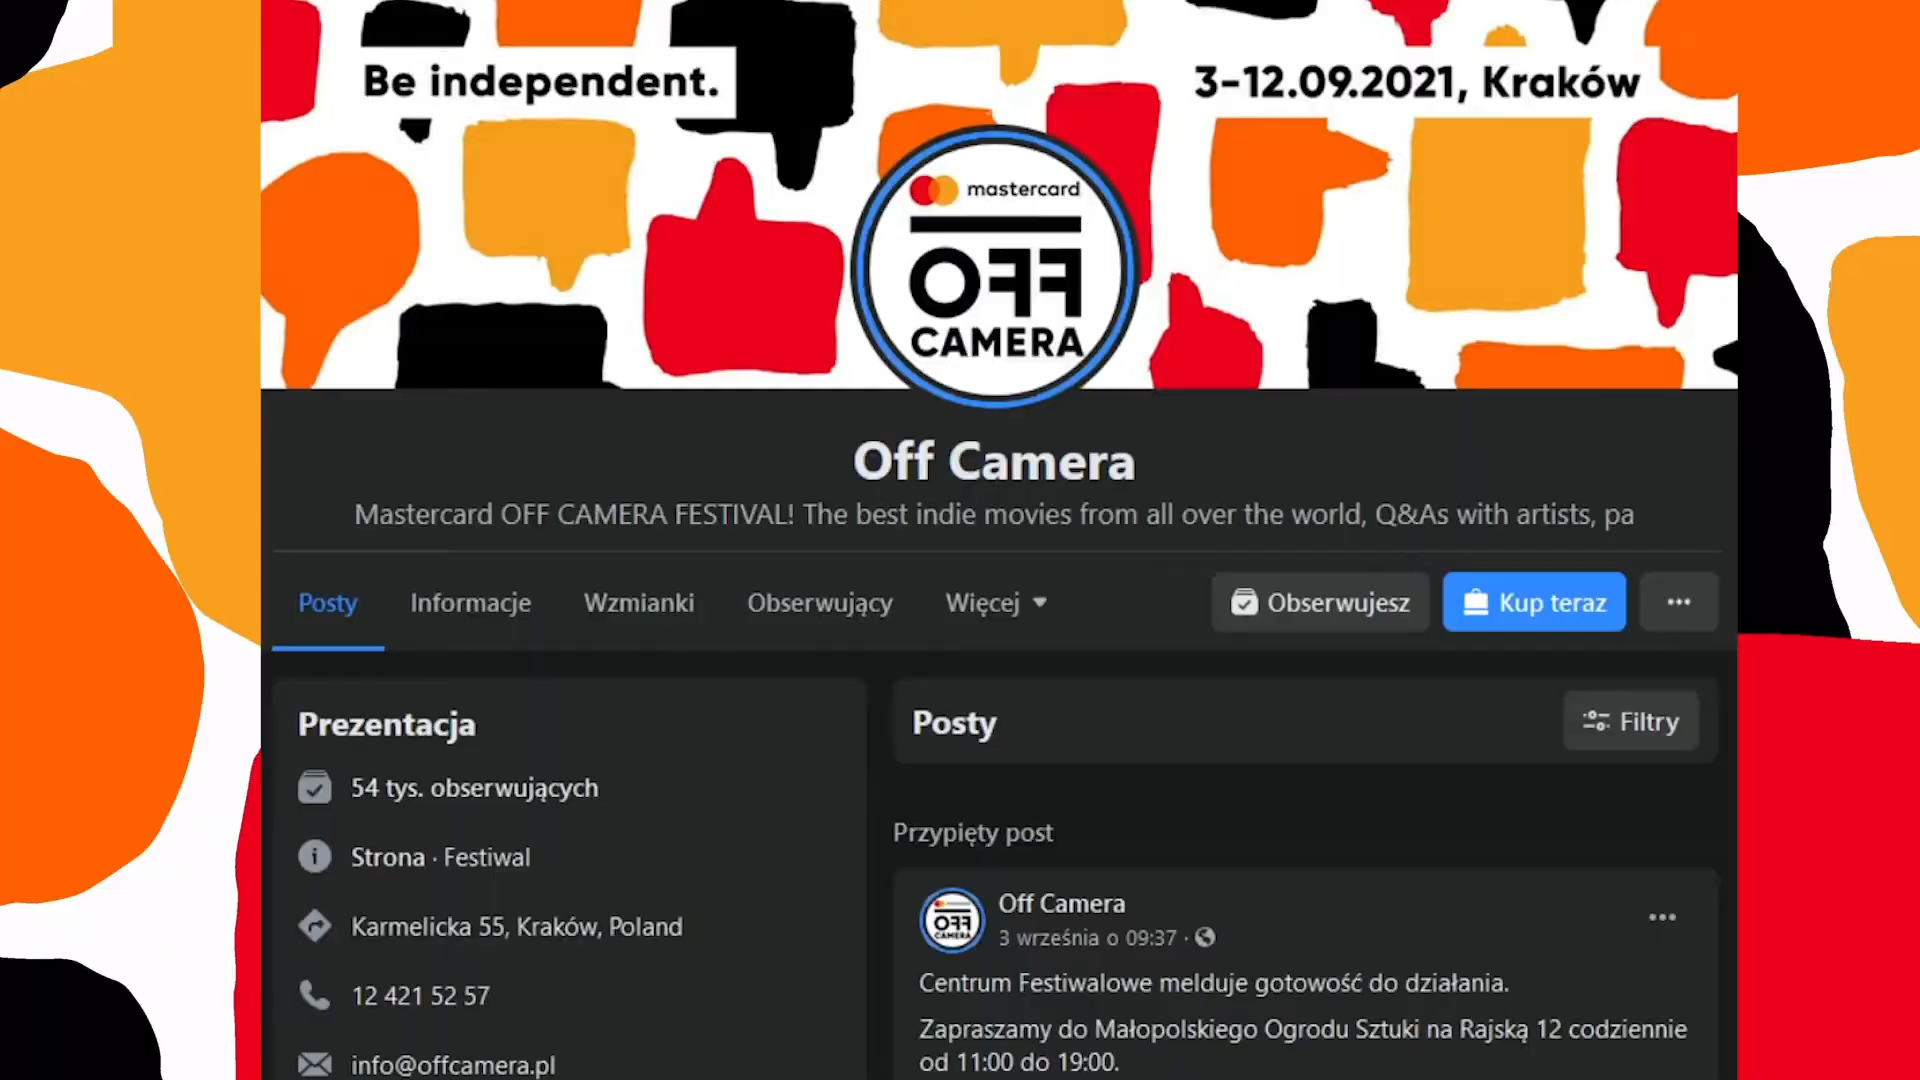 Be independent.
3-12.09.2021, Kraków
mastercard
OFF
CAMERA
Off Camera
Mastercard OFF CAMERA FESTIVAL! The best indie movies from all over the world, Q&As with artists, pa
Posty
Informacje
Wzmianki
Obserwujący
Więcej
Obserwujesz
Kup teraz
Prezentacja
54 tys. obserwujących
Strona · Festiwal
Karmelicka 55, Kraków, Poland
12 421 52 57
info@offcamera.pl
Posty
Filtry
Przypięty post
OFF
CAMERA
Off Camera
3 września o 09:37 ·
Centrum Festiwalowe melduje gotowość do działania.
Zapraszamy do Małopolskiego Ogrodu Sztuki na Rajską 12 codziennie
od 11:00 do 19:00.